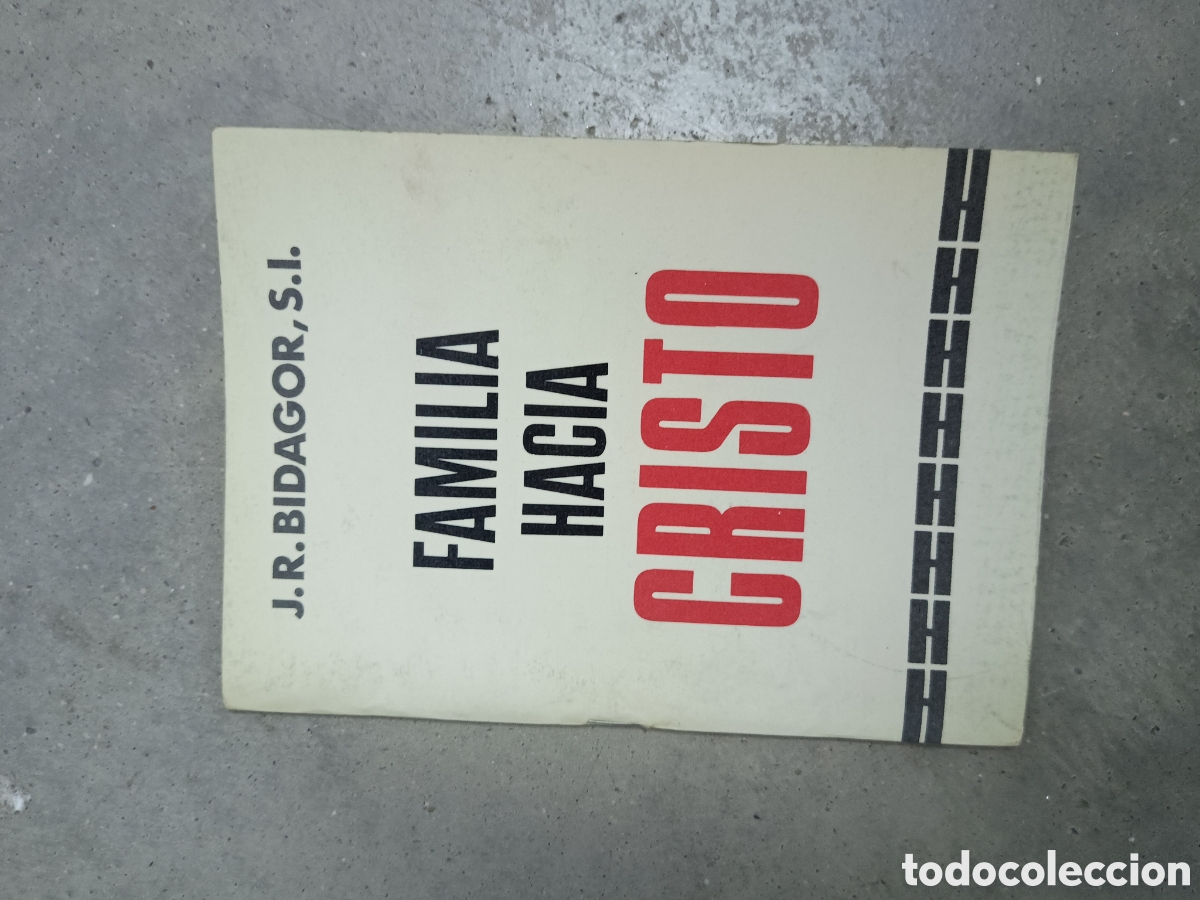 J. R. BIDAGOR, S. I.
FAMILIA
HACIA
CRISTO
todocoleccion